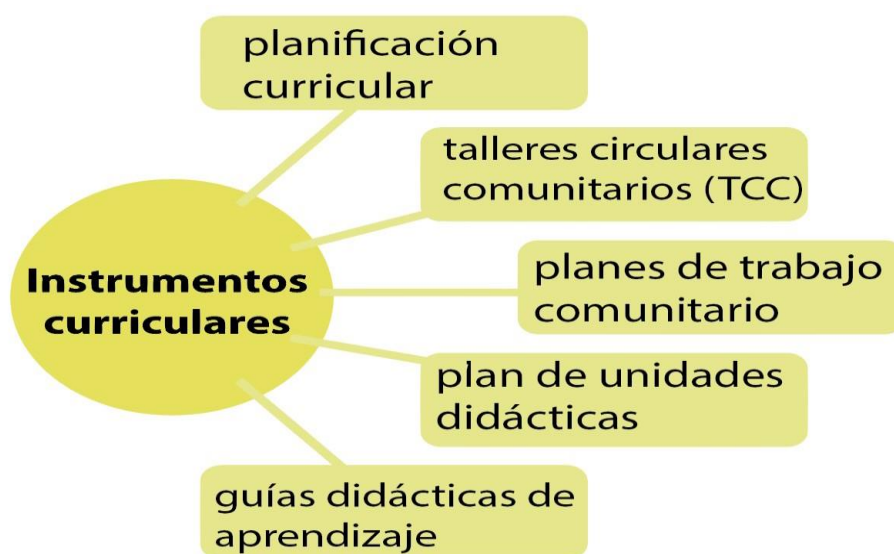 planificación
curricular
talleres circulares
comunitarios (TCC)
Instrumentos
curriculares
planes de trabajo
comunitario
plan de unidades
didácticas
guías didácticas de
aprendizaje